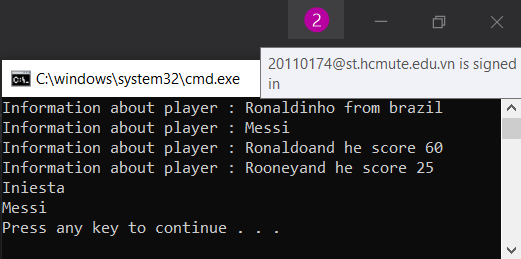 2
20110174@st.hcmute.edu.vn is signed
in
C:\windows\system32\cmd.exe
Information about player : Ronaldinho from brazil
Information about player : Messi
Information about player : Ronaldoand he score 60
Information about player : Rooneyand he score 25
Iniesta
Messi
Press any key to continue . . .